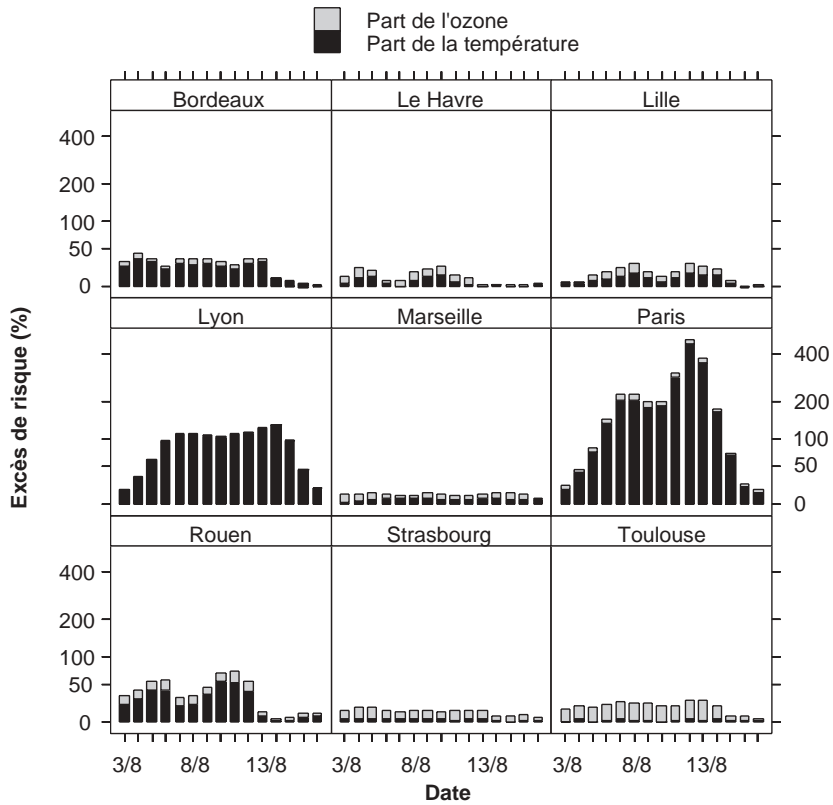 Part de l'ozone
Part de la température
Bordeaux Le Havre Lille
400
200
100
50
0
Lyon Marseille Paris
400
200
100
50
0
Rouen Strasbourg Toulouse
400
200
100
50
0
3/8 8/8 13/8 3/8 8/8 13/8 3/8 8/8 13/8
Date
Excès de risque (%)